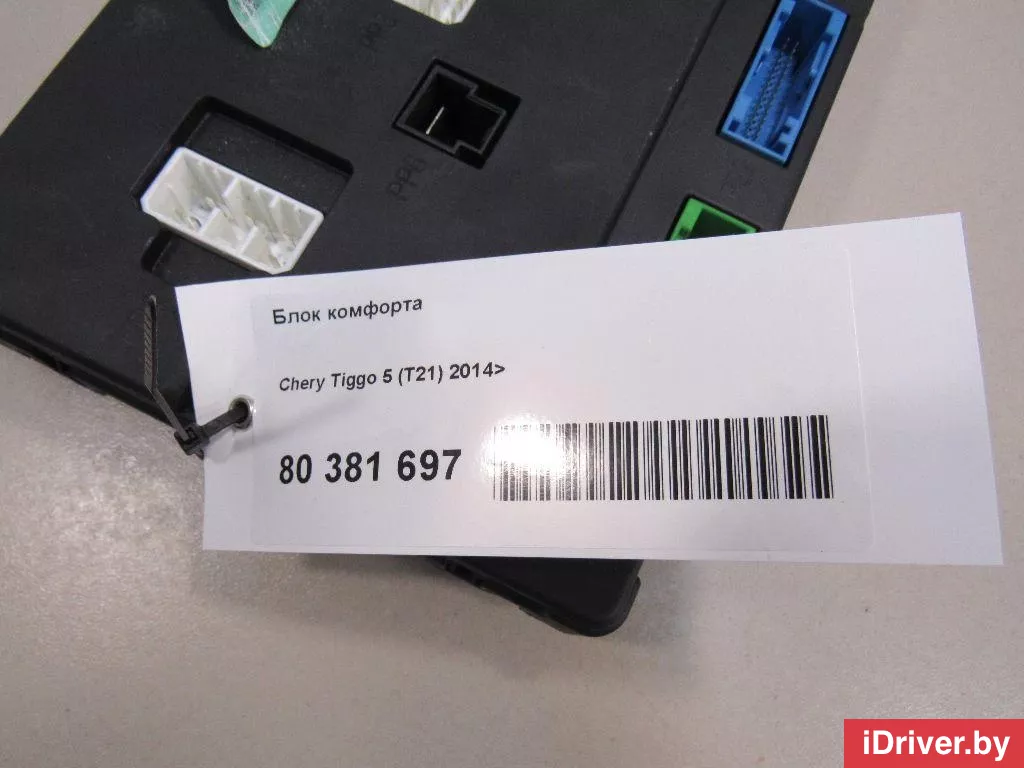 Блок комфорта
Chery Tiggo 5 (T21) 2014>
80 381 697
iDriver.by